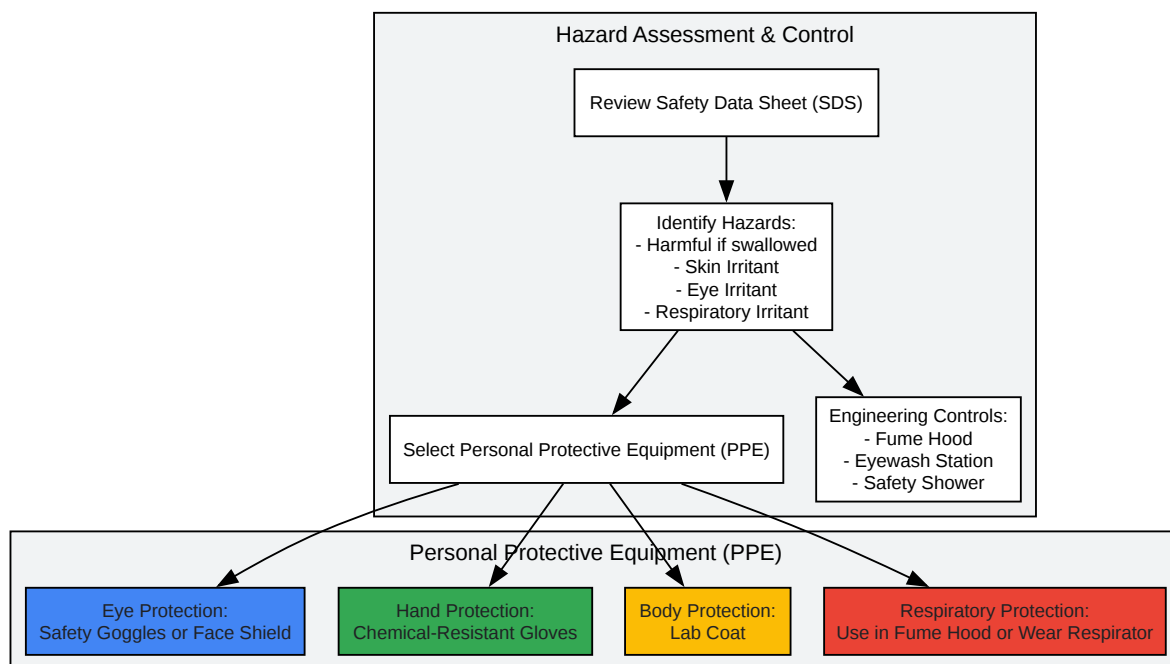 Hazard Assessment & Control
Review Safety Data Sheet (SDS)
Identify Hazards:
- Harmful if swallowed
- Skin Irritant
- Eye Irritant
- Respiratory Irritant
Select Personal Protective Equipment (PPE)
Engineering Controls:
- Fume Hood
- Eyewash Station
- Safety Shower
Personal Protective Equipment (PPE)
Eye Protection:
Safety Goggles or Face Shield
Hand Protection:
Chemical-Resistant Gloves
Body Protection:
Lab Coat
Respiratory Protection:
Use in Fume Hood or Wear Respirator